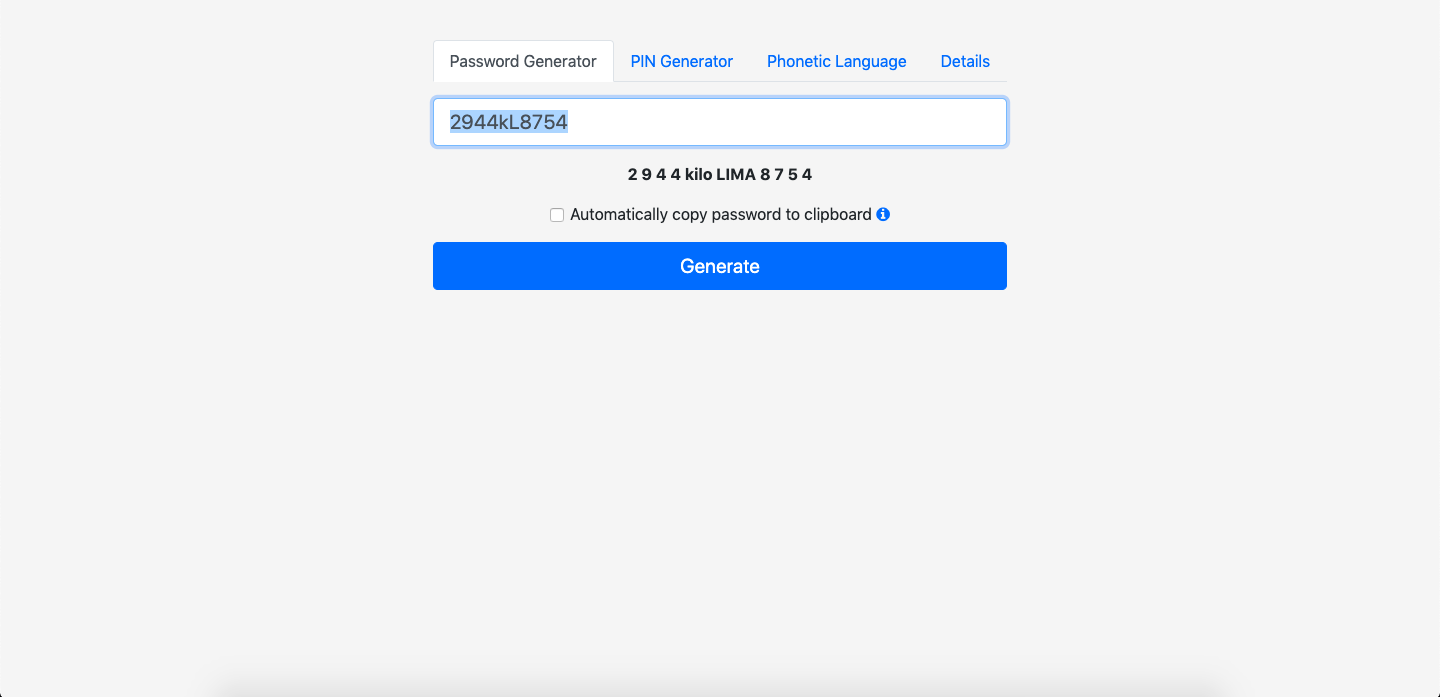 Password Generator PIN Generator Phonetic Language Details
2944kL8754
2 9 4 4 kilo LIMA 8 7 5 4
Automatically copy password to clipboard
Generate